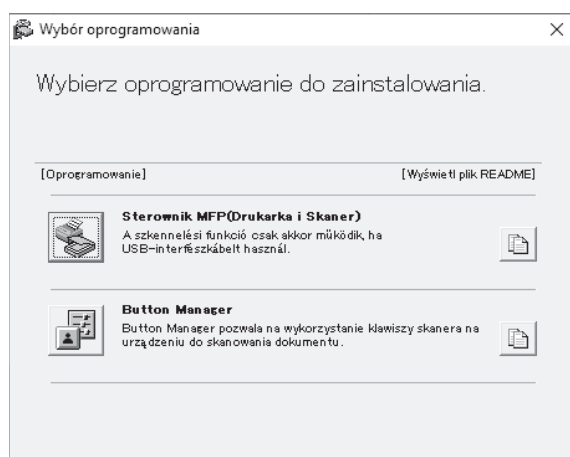 Wybór oprogramowania
Wybierz oprogramowanie do zainstalowania.
[Oprogramowanie] [Wyświetl plik README]
Sterownik MFP(Drukarka i Skaner)
A szkennelési funkció csak akkor müködik, ha
USB-interfészkábelt használ.
Button Manager
Button Manager pozwala na wykorzystanie klawiszy skanera na
urządzeniu do skanowania dokumentu.